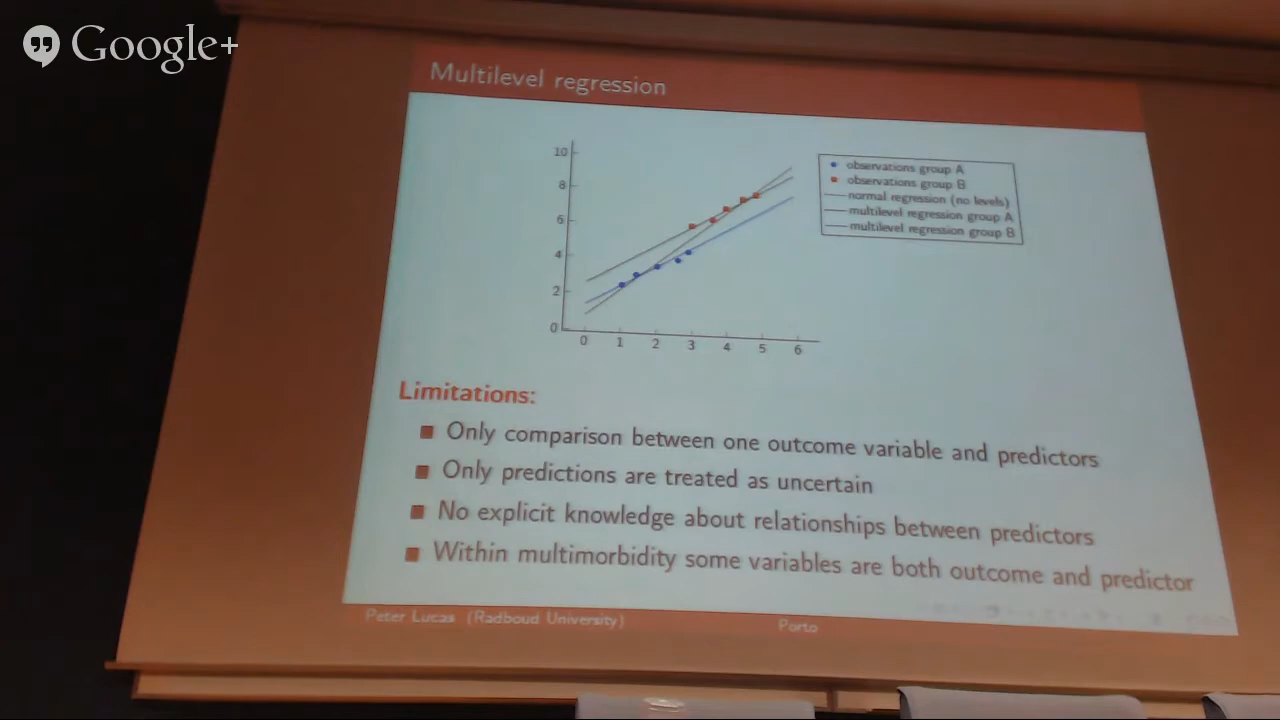 Google+
Multilevel regression
10
8
6
4
2
0
0 1 2 3 4 5 6
observations group A
observations group B
normal regression (no levels)
multilevel regression group A
multilevel regression group B
Limitations:
Only comparison between one outcome variable and predictors
Only predictions are treated as uncertain
No explicit knowledge about relationships between predictors
Within multimorbidity some variables are both outcome and predictor
Peter Lucas (Radboud University)
Porto